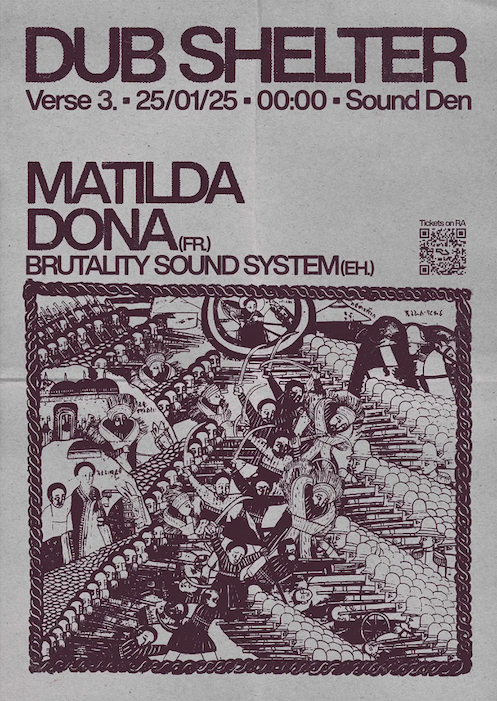 DUB SHELTER
Verse 3. ▪ 25/01/25 ▪ 00:00 ▪ Sound Den
MATILDA
DONA (FR.)
BRUTALITY SOUND SYSTEM (EH.)
Tickets on RA